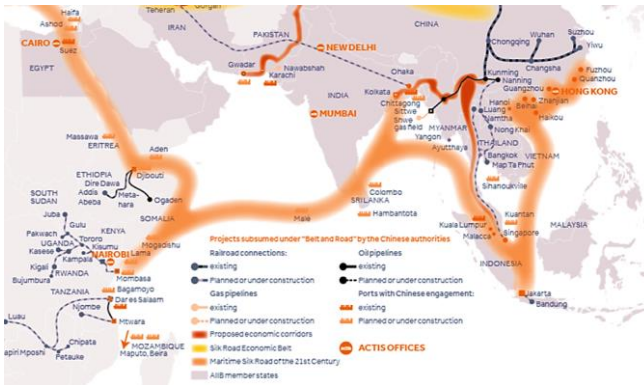 Haifa
Ashod
Suez
CAIRO
EGYPT
Teheran
IRAN
PAKISTAN
Gwadar
Nawabshah
Karachi
NEW DELHI
MUMBAI
INDIA
CHINA
Chongqing
Wuhan
Suzhou
Yiwu
Changsha
Kunming
Nanning
Fuzhou
Quanzhou
Guangzhou
HONG KONG
Zhenjian
Beihai
Haikou
Hanoi
Luang
Namtha
Nong Khai
Dhaka
Kolkata
Chittagong
Sittwe
Shwe
gas field
MYANMAR
Yangon
Ayutthaya
THAILAND
VIETNAM
Bangkok
Map Ta Phut
Sihanoukville
Kuantan
Kuala Lumpur
Singapore
Malacca
MALAYSIA
INDONESIA
Jakarta
Bandung
Colombo
SRI LANKA
Hambantota
Malé
Massawa
ERITREA
Aden
Djibouti
ETHIOPIA
Dire Dawa
Addis
Abeba
Meta-
hara
Ogaden
SOUTH
SUDAN
Juba
Gulu
Pakwach
Tororo
UGANDA
Kasese
Kampala
Kisumu
KENYA
SOMALIA
Mogadishu
NAIROBI
Lama
Kigali
RWANDA
Bujumbura
Mombasa
Bagamoyo
TANZANIA
Dar es Salaam
Njombe
Mtwara
Luau
Chipata
apiri Mposhi
Petauke
MOZAMBIQUE
Maputo, Beira
Projects subsumed under "Belt and Road" by the Chinese authorities
Railroad connections:
existing
Planned or under construction
Gas pipelines
existing
Planned or under construction
Proposed economic corridors
Silk Road Economic Belt
Maritime Silk Road of the 21st Century
AIIB member states
Oil pipelines
existing
Planned or under construction
Ports with Chinese engagement:
existing
Planned or under construction
ACTIS OFFICES